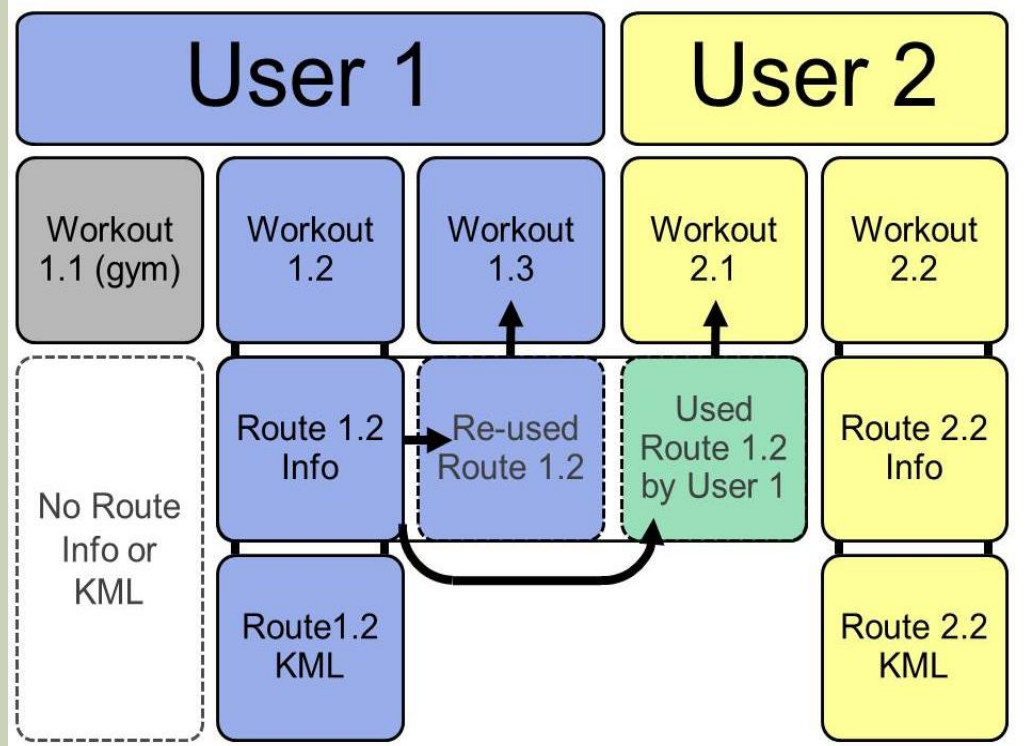 User 1
User 2
Workout
1.1 (gym)
Workout
1.2
Workout
1.3
Workout
2.1
Workout
2.2
No Route
Info or
KML
Route 1.2
Info
Re-used
Route 1.2
Used
Route 1.2
by User 1
Route 2.2
Info
Route1.2
KML
Route 2.2
KML